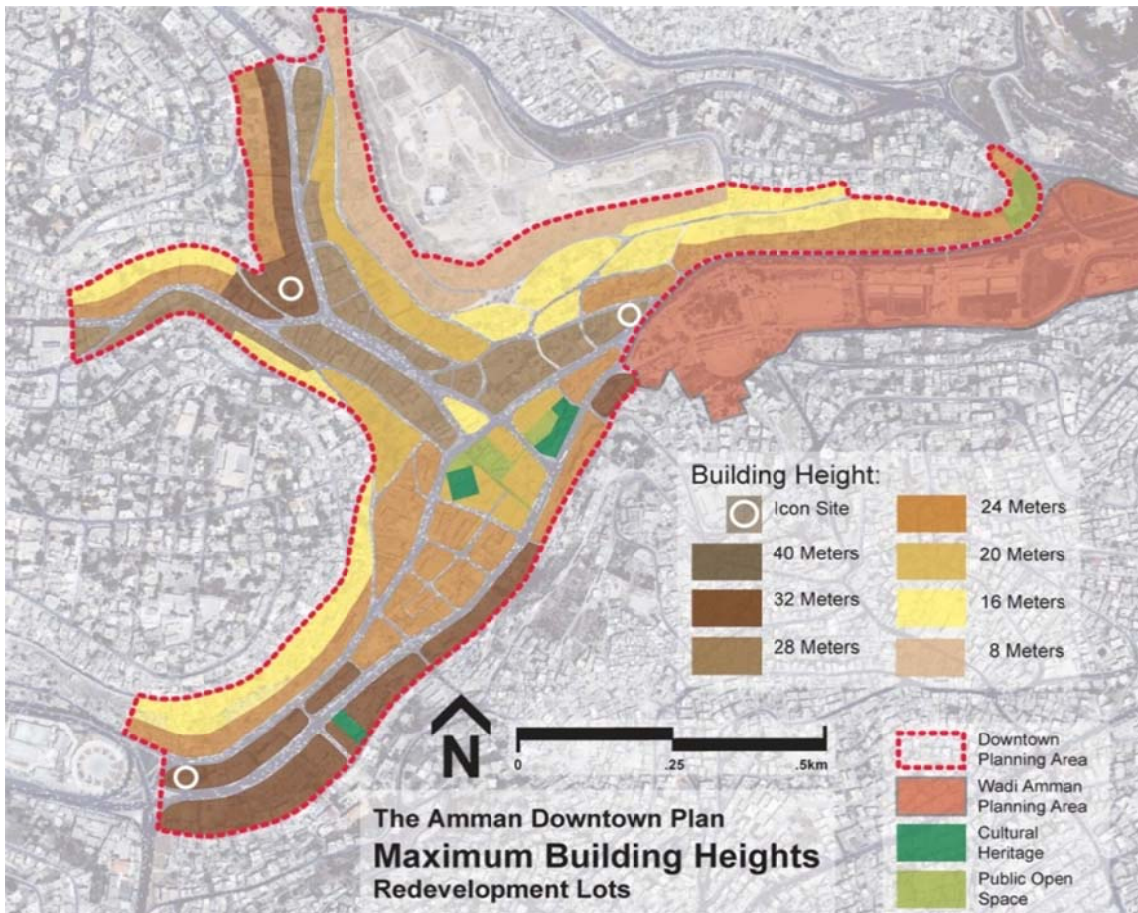 Building Height:
Icon Site
40 Meters
32 Meters
28 Meters
24 Meters
20 Meters
16 Meters
8 Meters
N
0 .25 .5km
The Amman Downtown Plan
Maximum Building Heights
Redevelopment Lots
Downtown
Planning Area
Wadi Amman
Planning Area
Cultural
Heritage
Public Open
Space